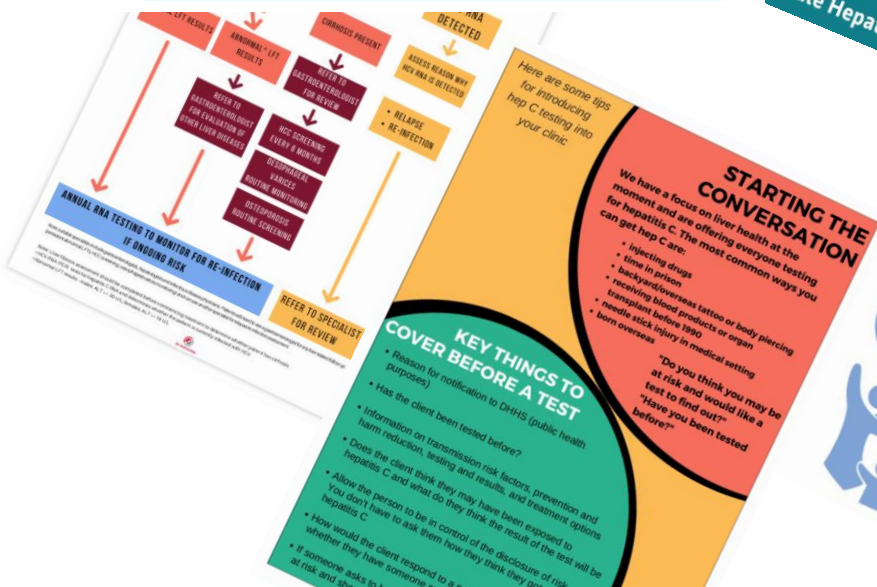 LFT RESULTS
ABNORMAL* LFT
RESULTS
CIRRHOSIS PRESENT
RNA
DETECTED
REFER TO
GASTROENTEROLOGIST
FOR EVALUATION OF
OTHER LIVER DISEASES
REFER TO
GASTROENTEROLOGIST
FOR REVIEW
ASSESS REASON WHY
HCV RNA IS DETECTED
HCC SCREENING
EVERY 6 MONTHS
• RELAPSE
• RE-INFECTION
OESOPHAGEAL
VARICES
ROUTINE MONITORING
OSTEOPOROSIS
ROUTINE SCREENING
ANNUAL RNA TESTING TO MONITOR FOR RE-INFECTION
IF ONGOING RISK
REFER TO SPECIALIST
FOR REVIEW
Here are some tips
for introducing
hep C testing into
your clinic
STARTING THE
CONVERSATION
We have a focus on liver health at the
moment and are offering everyone testing
for hepatitis C. The most common ways you
can get hep C are:
• injecting drugs
• time in prison
• backyard/overseas tattoo or body piercing
• receiving blood products or organ
transplant before 1990
• needle stick injury in medical setting
• born overseas
"Do you think you may be
at risk and would like a
test to find out?"
"Have you been tested
before?"
KEY THINGS TO
COVER BEFORE A TEST
• Reason for notification to DHHS (public health
purposes)
• Has the client been tested before?
• Information on transmission risk factors, prevention and
harm reduction, testing and results, and treatment options
• Does the client think they may have been exposed to
hepatitis C and what do they think the result of the test will be
• Allow the person to be in control of the disclosure of risk.
You don't have to ask them how they think they
hepatitis C
• How would the client respond to a
whether they have someone
• If someone asks to
at risk and